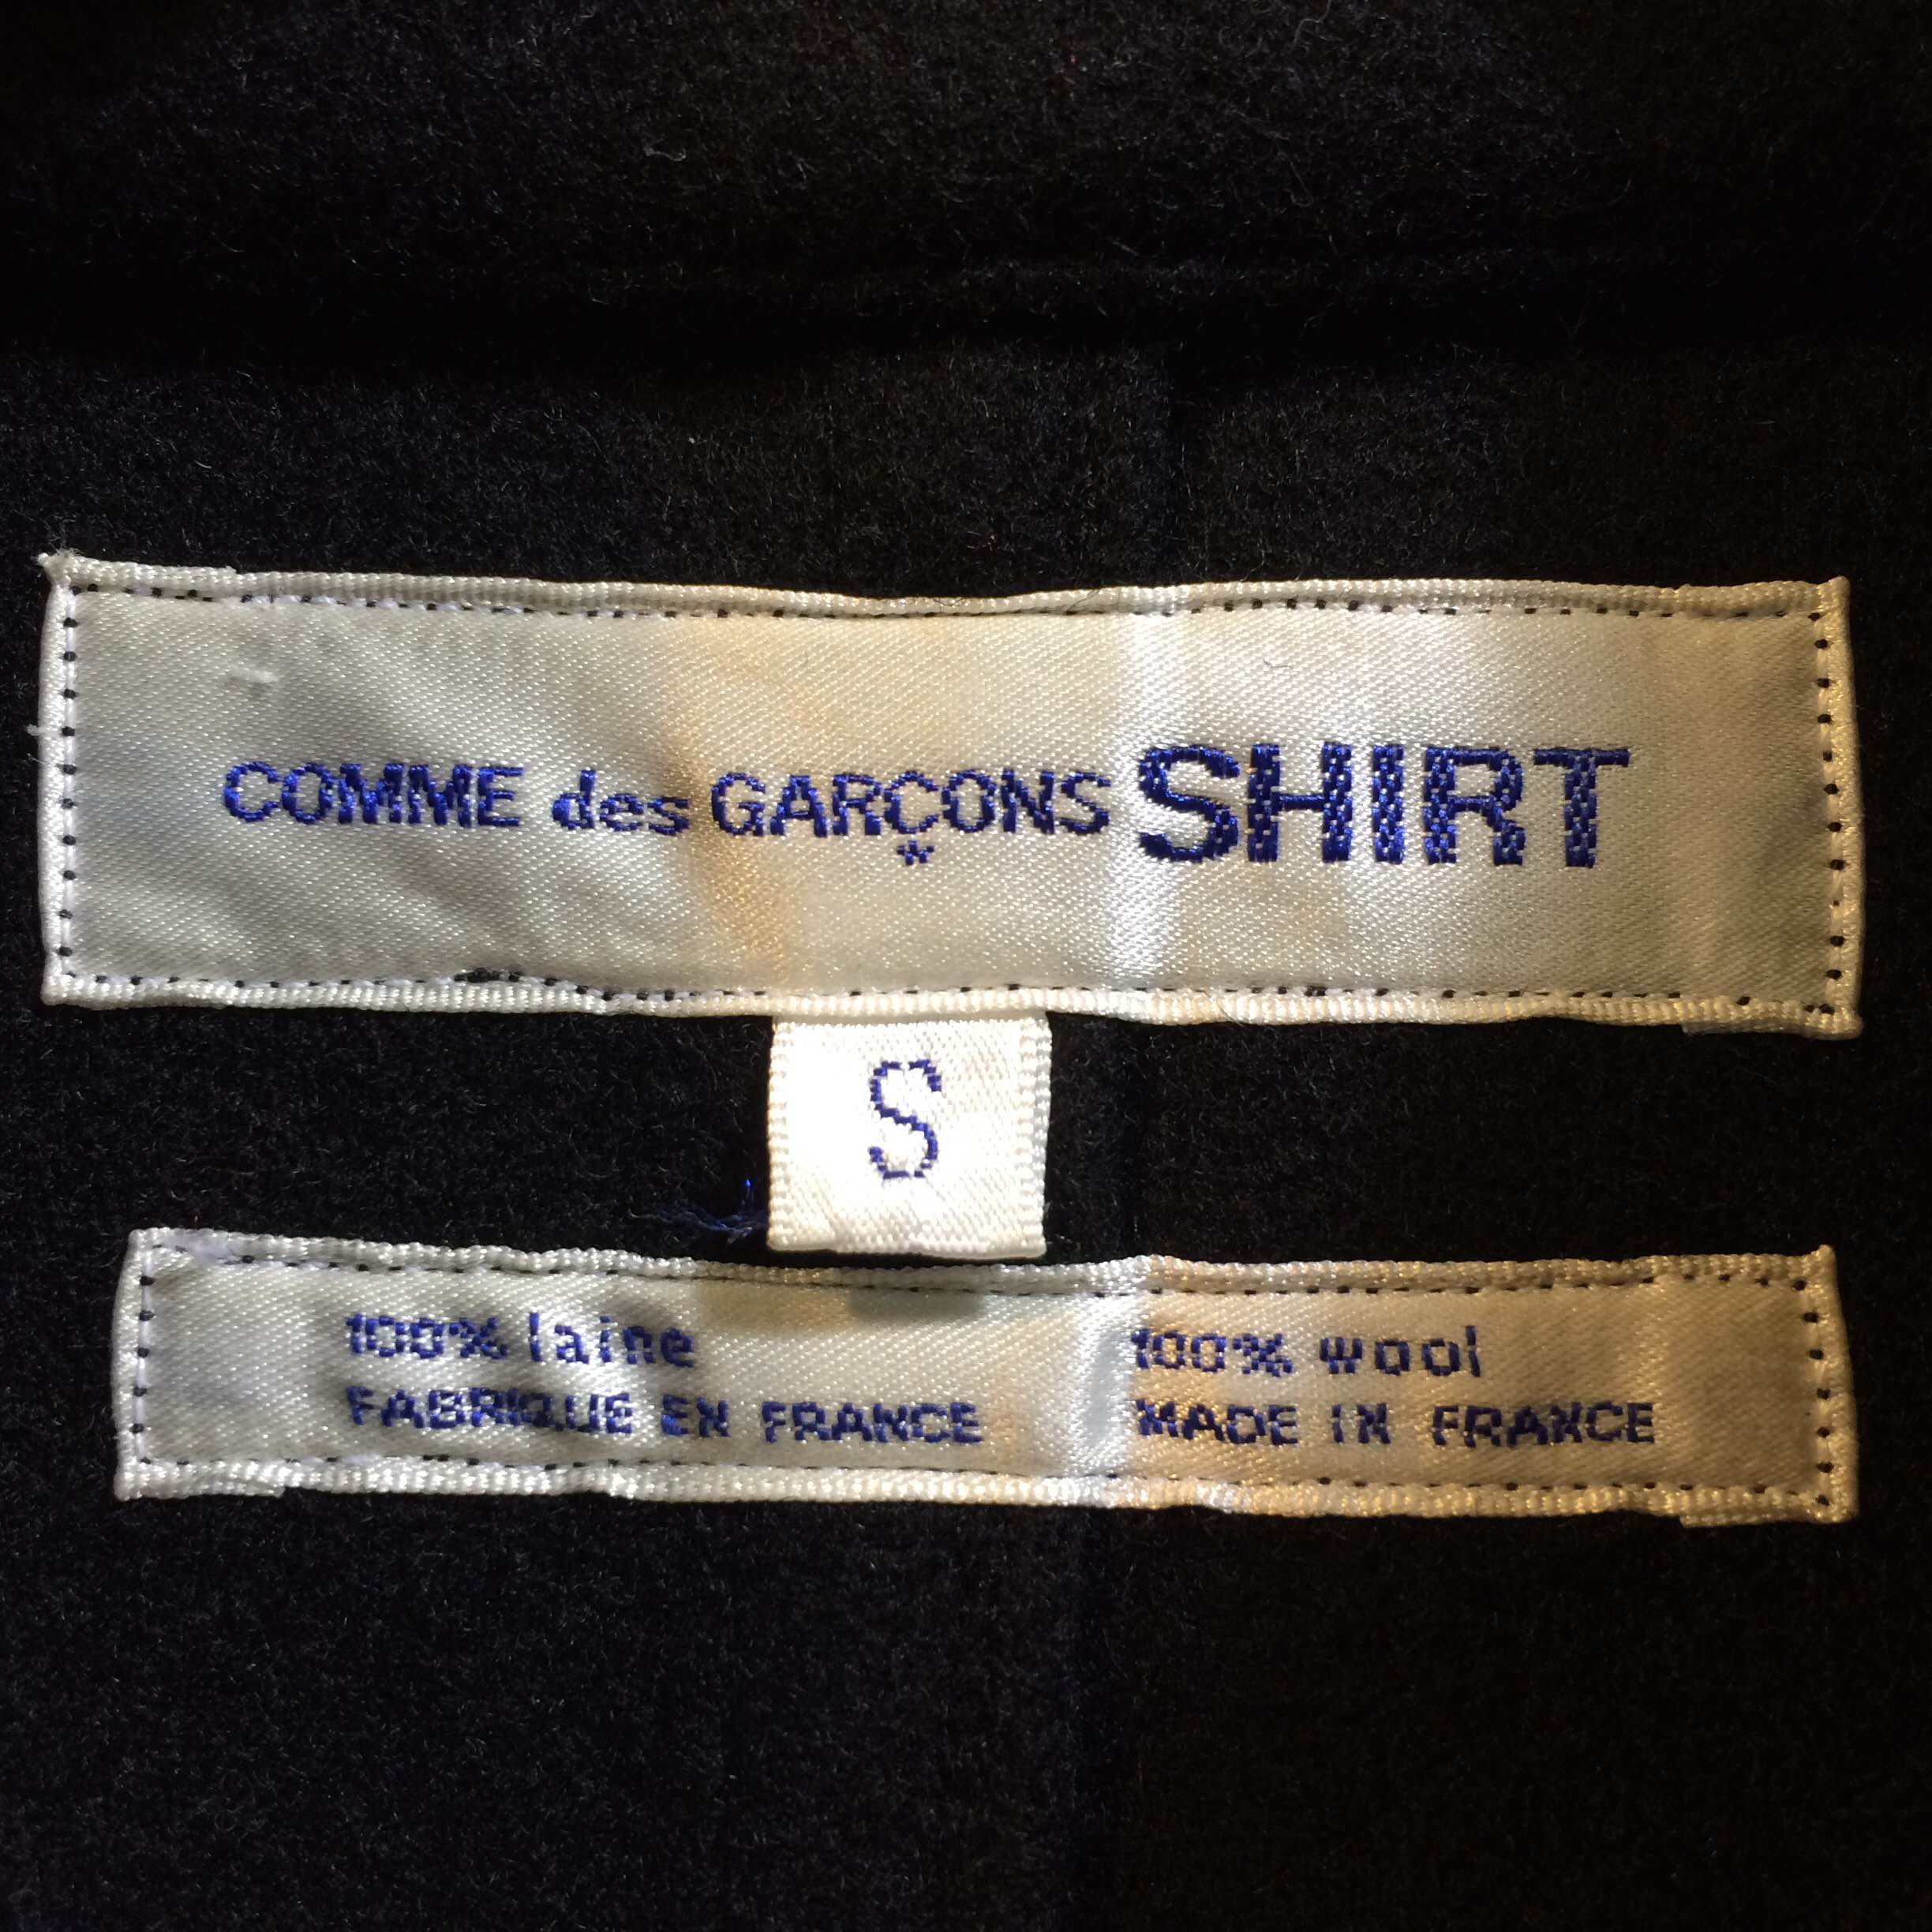 COMME des GARÇONS SHIRT
S
100% laine
FABRIQUE EN FRANCE
100% wool
MADE IN FRANCE